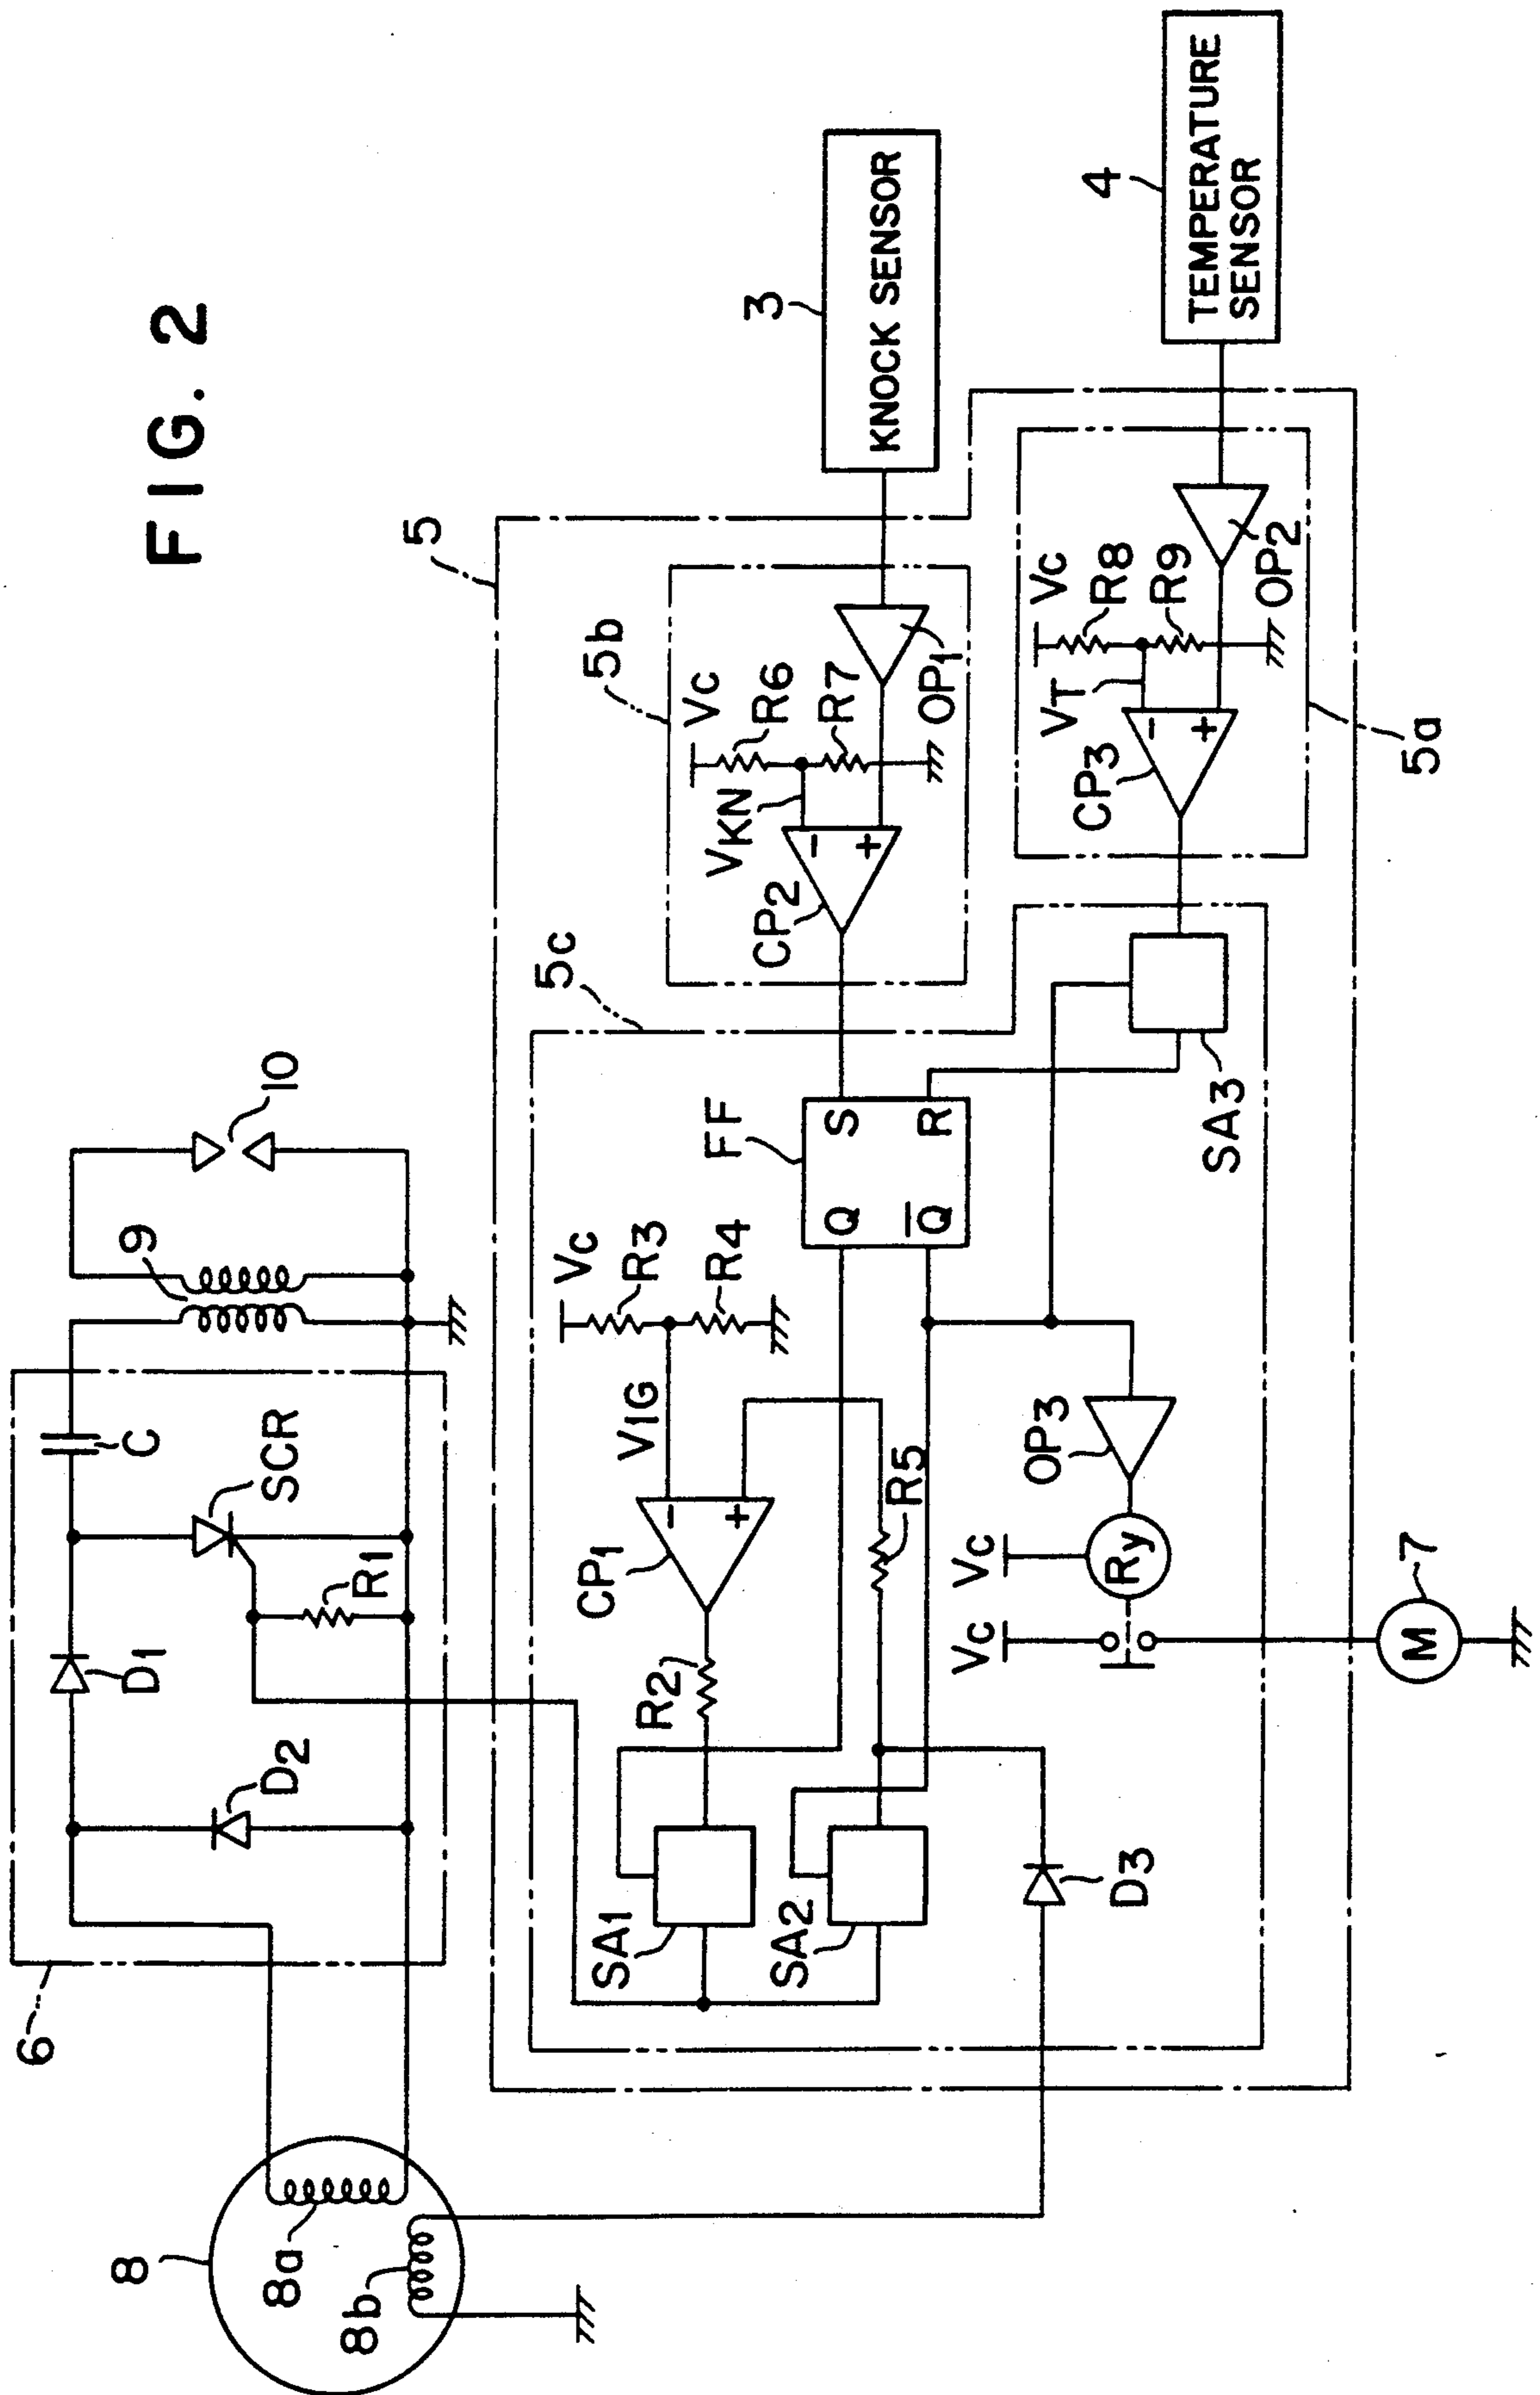 FIG. 2
6
D2
D1
R1
SCR
C
9
10
8
8a
8b
5
5c
5b
5a
SA1
SA2
R2
CP1
VIG
Vc
R3
R4
R5
FF
Q
S
Q
R
CP2
VKN
Vc
R6
R7
OP1
−
+
−
+
3
KNOCK SENSOR
D3
Vc
Vc
Ry
OP3
SA3
CP3
VT
Vc
R8
R9
OP2
−
+
4
TEMPERATURE
SENSOR
M
7